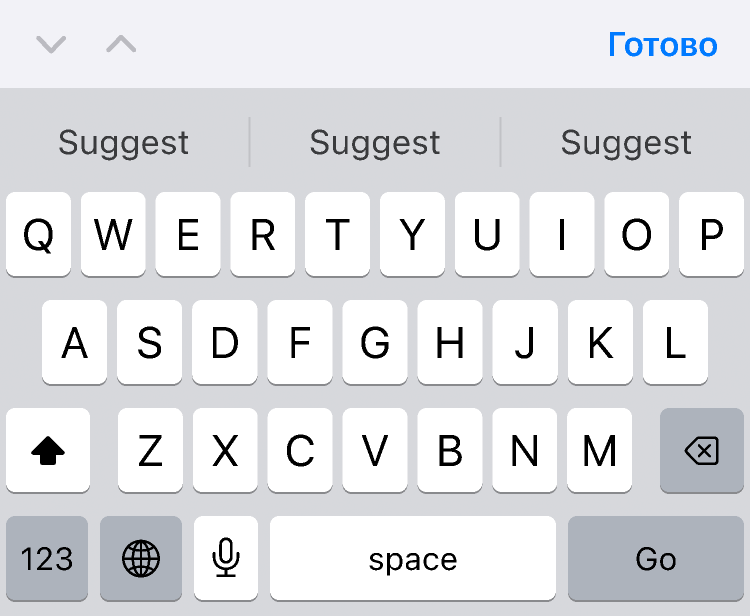 Готово
Suggest Suggest Suggest
Q W E R T Y U I O P
A S D F G H J K L
Z X C V B N M
123 space Go